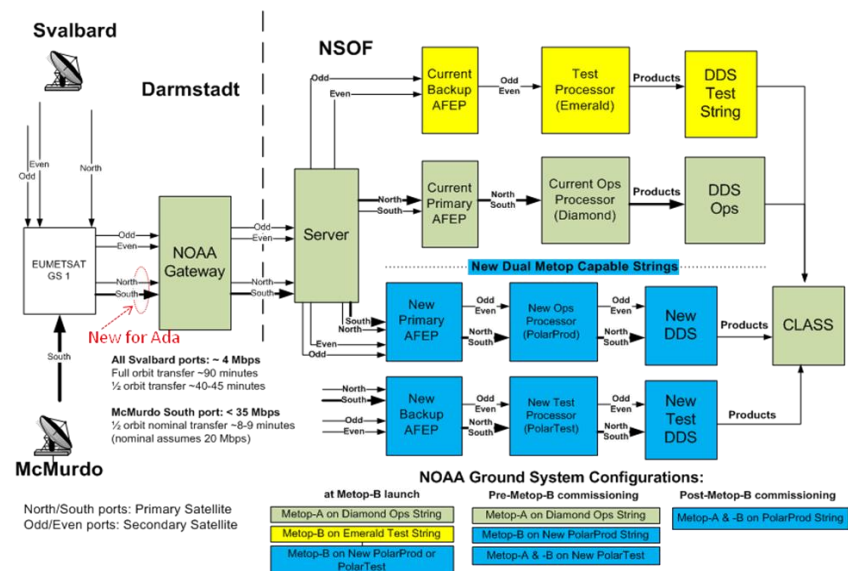 Svalbard
Darmstadt
NSOF
Odd
Even
North
EUMETSAT
GS 1
Odd
Even
North
South
New for Ada
South
McMurdo
NOAA
Gateway
Odd
Even
North
South
Server
All Svalbard ports: ~ 4 Mbps
Full orbit transfer ~90 minutes
½ orbit transfer ~40-45 minutes
McMurdo South port: < 35 Mbps
½ orbit nominal transfer ~8-9 minutes
(nominal assumes 20 Mbps)
North/South ports: Primary Satellite
Odd/Even ports: Secondary Satellite
Odd
Even
Current
Backup
AFEP
Odd
Even
Test
Processor
(Emerald)
Products
DDS
Test
String
North
South
Current
Primary
AFEP
North
South
Current Ops
Processor
(Diamond)
Products
DDS
Ops
New Dual Metop Capable Strings
South
North
Even
Odd
New
Primary
AFEP
Odd
Even
North
South
New Ops
Processor
(PolarProd)
Odd
Even
North
South
New
DDS
Products
CLASS
North
South
Odd
Even
New
Backup
AFEP
Odd
Even
North
South
New Test
Processor
(PolarTest)
Odd
Even
North
South
New
Test
DDS
Products
NOAA Ground System Configurations:
at Metop-B launch
Metop-A on Diamond Ops String
Metop-B on Emerald Test String
Metop-B on New PolarProd or
PolarTest
Pre-Metop-B commissioning
Metop-A on Diamond Ops String
Metop-B on New PolarProd String
Metop-A & -B on New PolarTest
Post-Metop-B commissioning
Metop-A & -B on PolarProd String